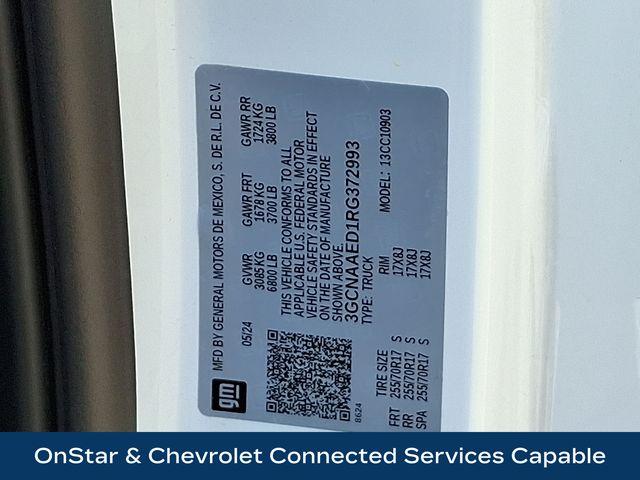 MFD BY GENERAL MOTORS DE MEXICO, S. DE R.L. DE C.V.
05/24
GVWR GAWR FRT GAWR RR
3085 KG 1678 KG 1724 KG
6800 LB 3700 LB 3800 LB
THIS VEHICLE CONFORMS TO ALL
APPLICABLE U.S. FEDERAL MOTOR
VEHICLE SAFETY STANDARDS IN EFFECT
ON THE DATE OF MANUFACTURE
SHOWN ABOVE.
3GCNAAED1RG372993
TYPE: TRUCK MODEL: 13CC10903
gm
8624
TIRE SIZE RIM
FRT 255/70R17 S 17X8J
RR 255/70R17 S 17X8J
SPA 255/70R17 S 17X8J
OnStar & Chevrolet Connected Services Capable